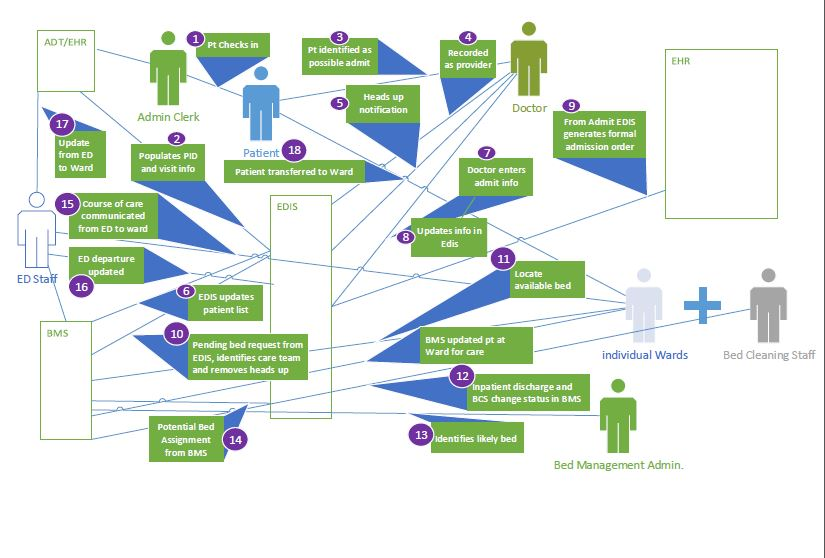 ADT/EHR
1
Pt Checks in
Admin Clerk
3
Pt identified as
possible admit
4
Recorded
as provider
Doctor
EHR
5
Heads up
notification
9
From Admit EDIS
generates formal
admission order
17
Update
from ED
to Ward
2
Populates PID
and visit info
Patient
18
Patient transferred to Ward
7
Doctor enters
admit info
15
Course of care
communicated
from ED to ward
EDIS
8
Updates info in
Edis
ED Staff
ED departure
updated
16
11
Locate
available bed
6
EDIS updates
patient list
BMS
10
Pending bed request from
EDIS, identifies care team
and removes heads up
BMS updated pt at
Ward for care
individual Wards
Bed Cleaning Staff
12
Inpatient discharge and
BCS change status in BMS
Potential Bed
Assignment
from BMS
14
13
Identifies likely bed
Bed Management Admin.